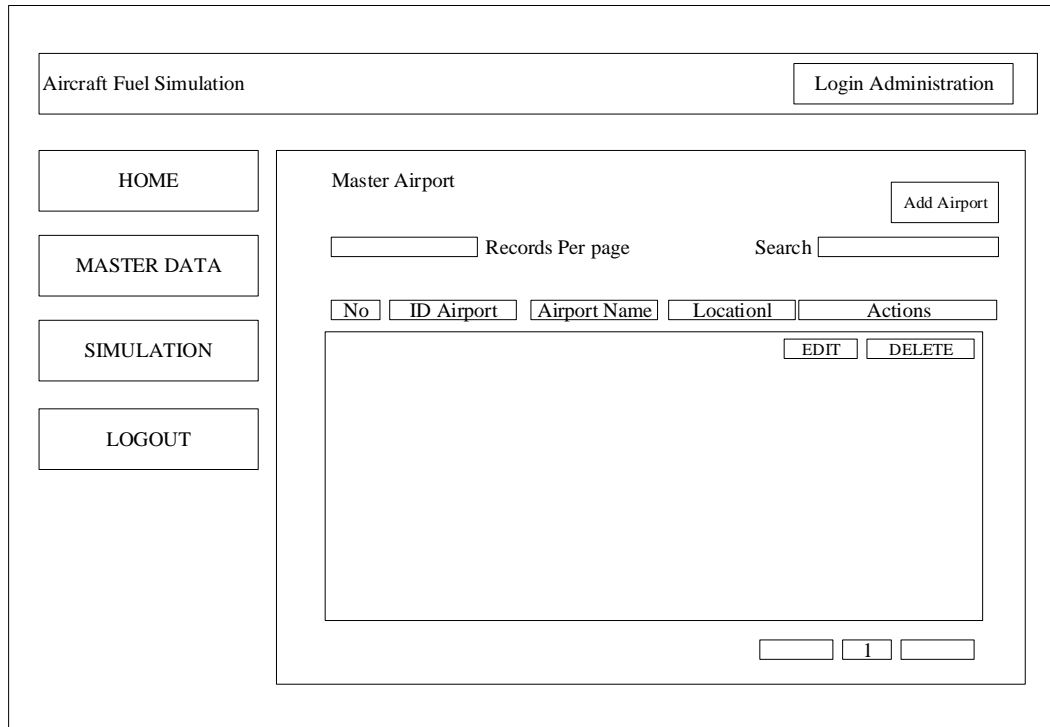 Aircraft Fuel Simulation
Login Administration
HOME
MASTER DATA
SIMULATION
LOGOUT
Master Airport
Add Airport
Records Per page
Search
No
ID Airport
Airport Name
Locationl
Actions
EDIT
DELETE
1